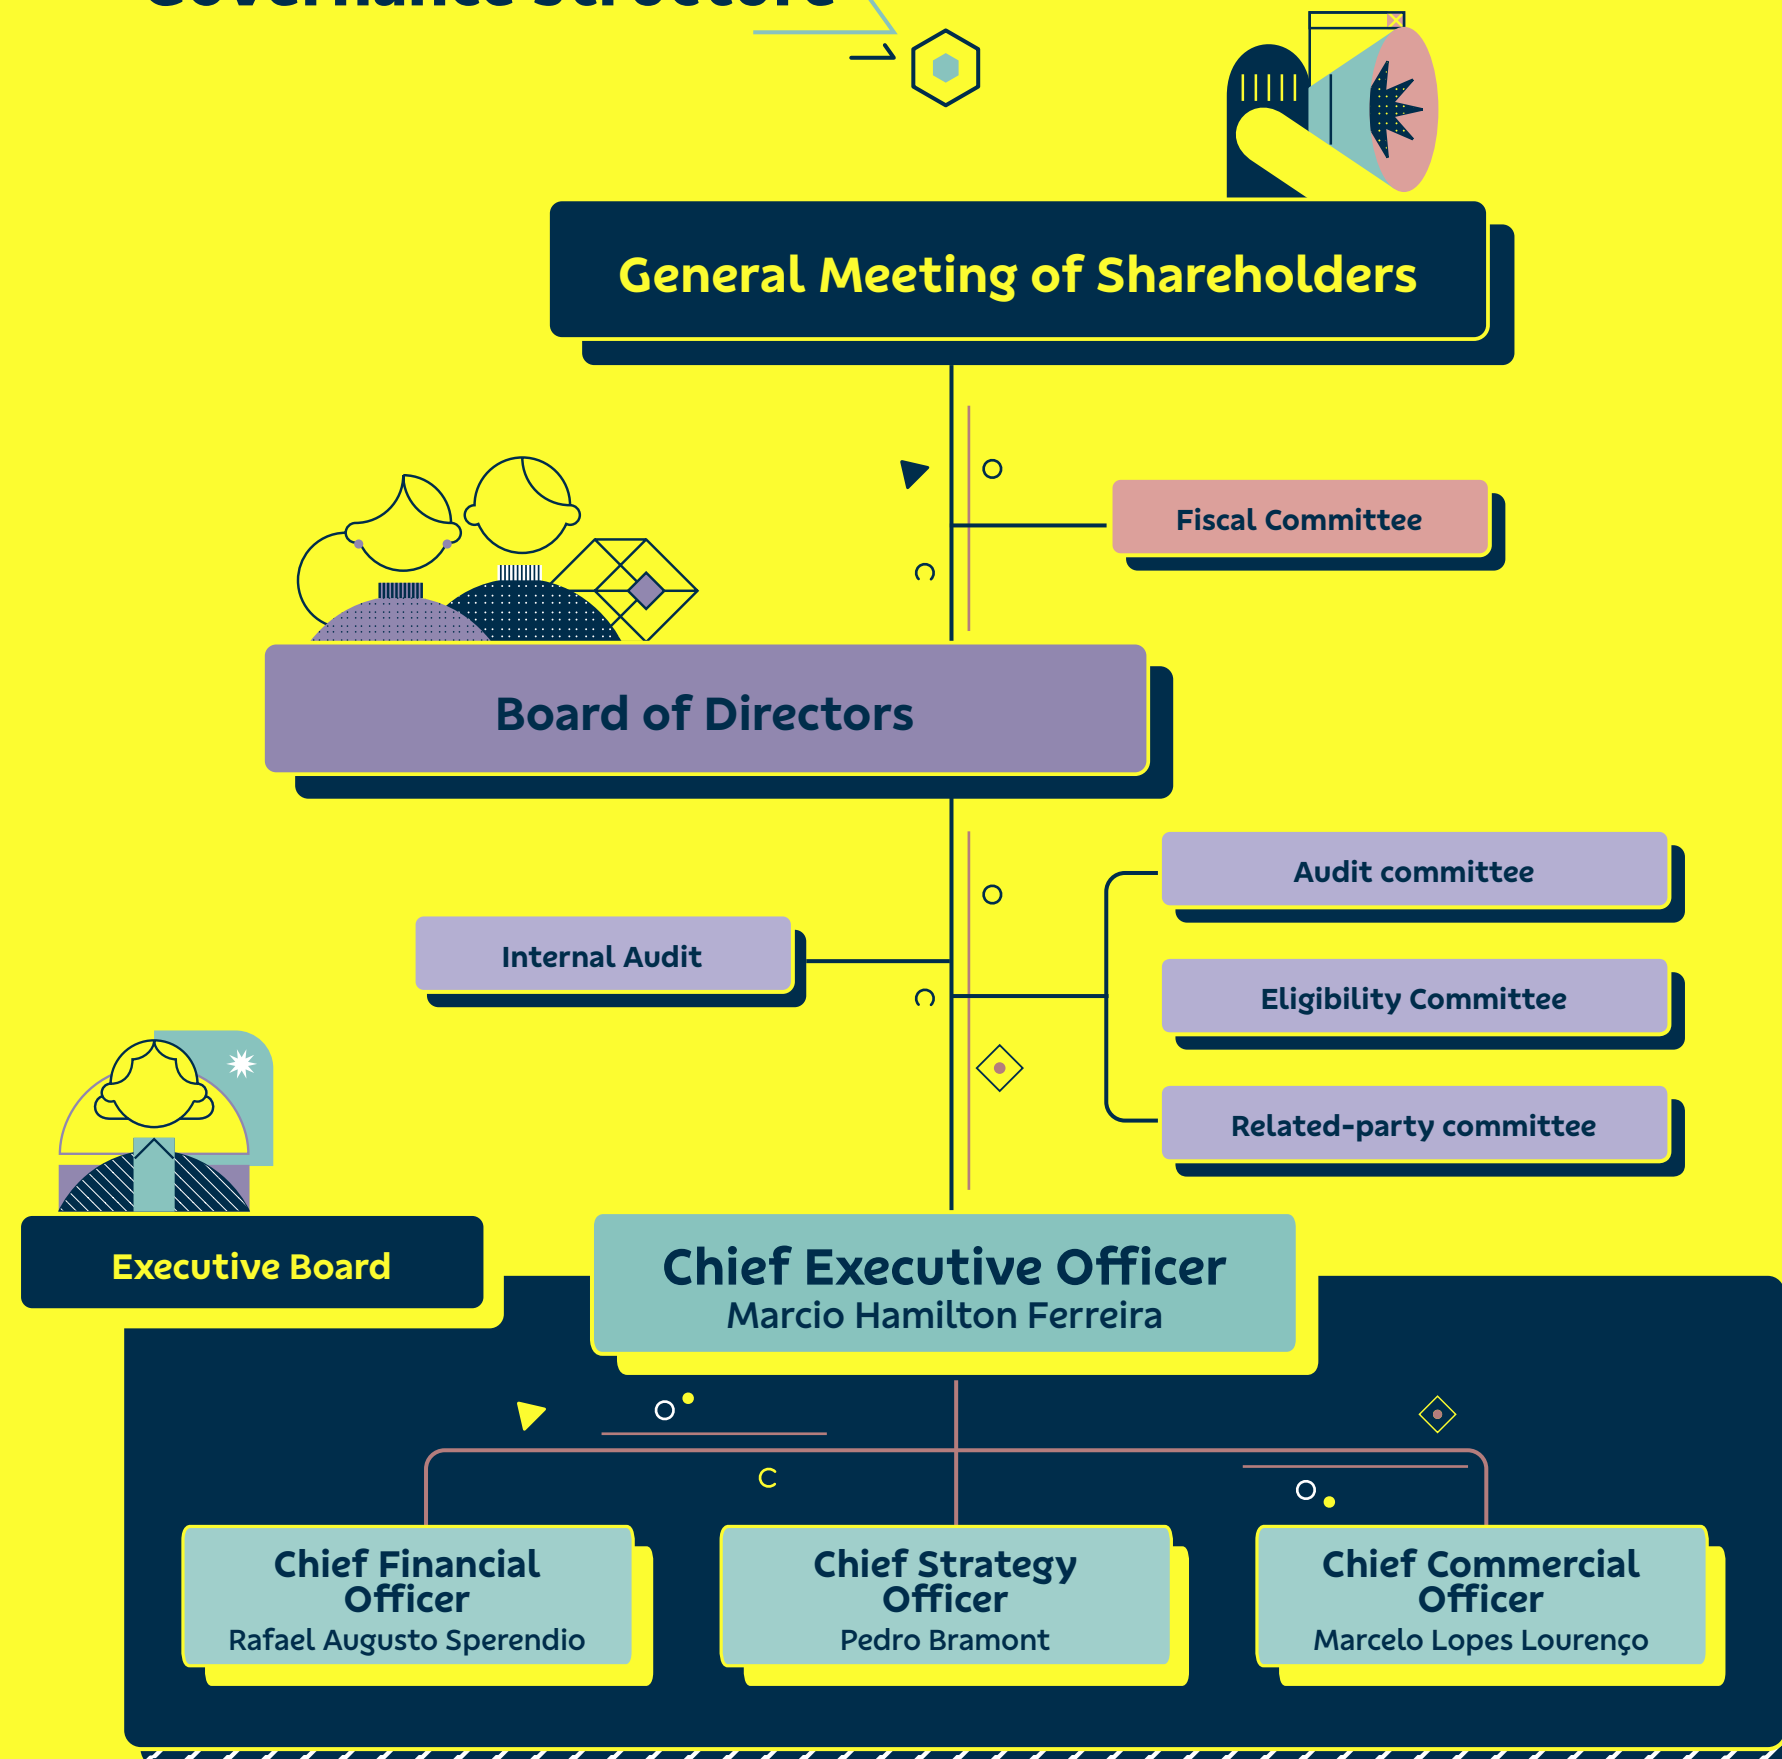 Governance structure
General Meeting of Shareholders
Fiscal Committee
Board of Directors
Audit committee
Internal Audit
Eligibility Committee
Related-party committee
Executive Board
Chief Executive Officer
Marcio Hamilton Ferreira
Chief Financial
Officer
Rafael Augusto Sperendio
Chief Strategy
Officer
Pedro Bramont
Chief Commercial
Officer
Marcelo Lopes Lourenço